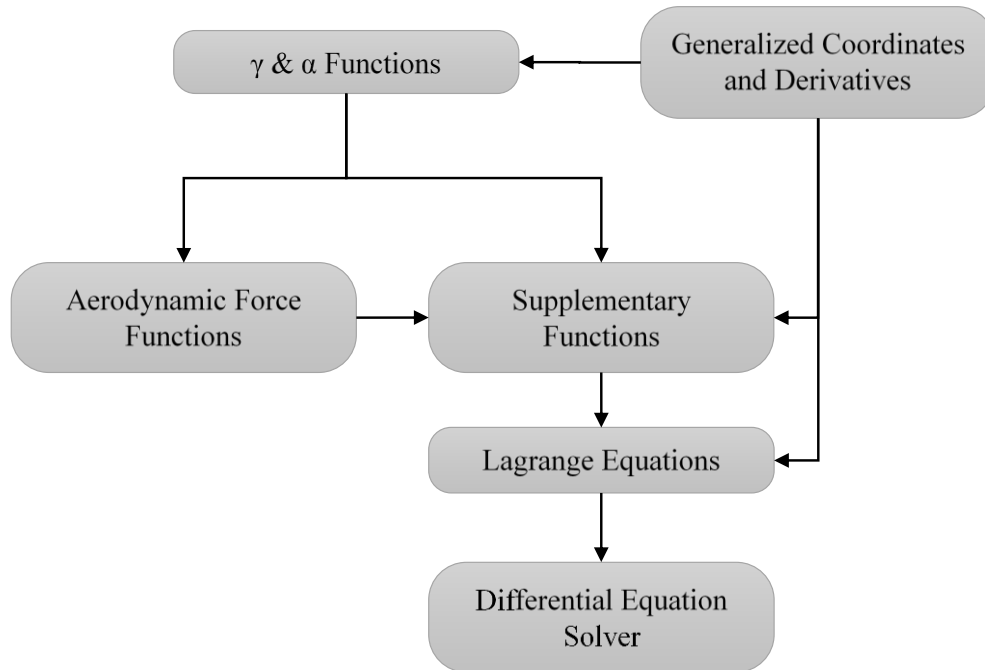 γ & α Functions
Generalized Coordinates
and Derivatives
Aerodynamic Force
Functions
Supplementary
Functions
Lagrange Equations
Differential Equation
Solver